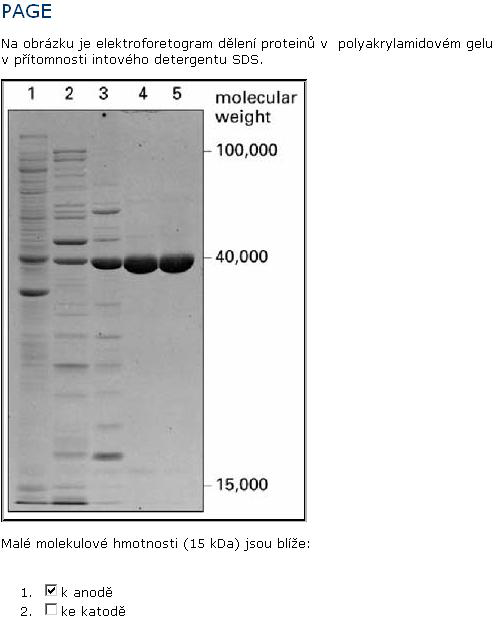 PAGE
Na obrázku je elektroforetogram dělení proteinů v polyakrylamidovém gelu
v přítomnosti intového detergentu SDS.
1 2 3 4 5 molecular
weight
100,000
40,000
15,000
Malé molekulové hmotnosti (15 kDa) jsou blíže:
1. k anodě
2. ke katodě